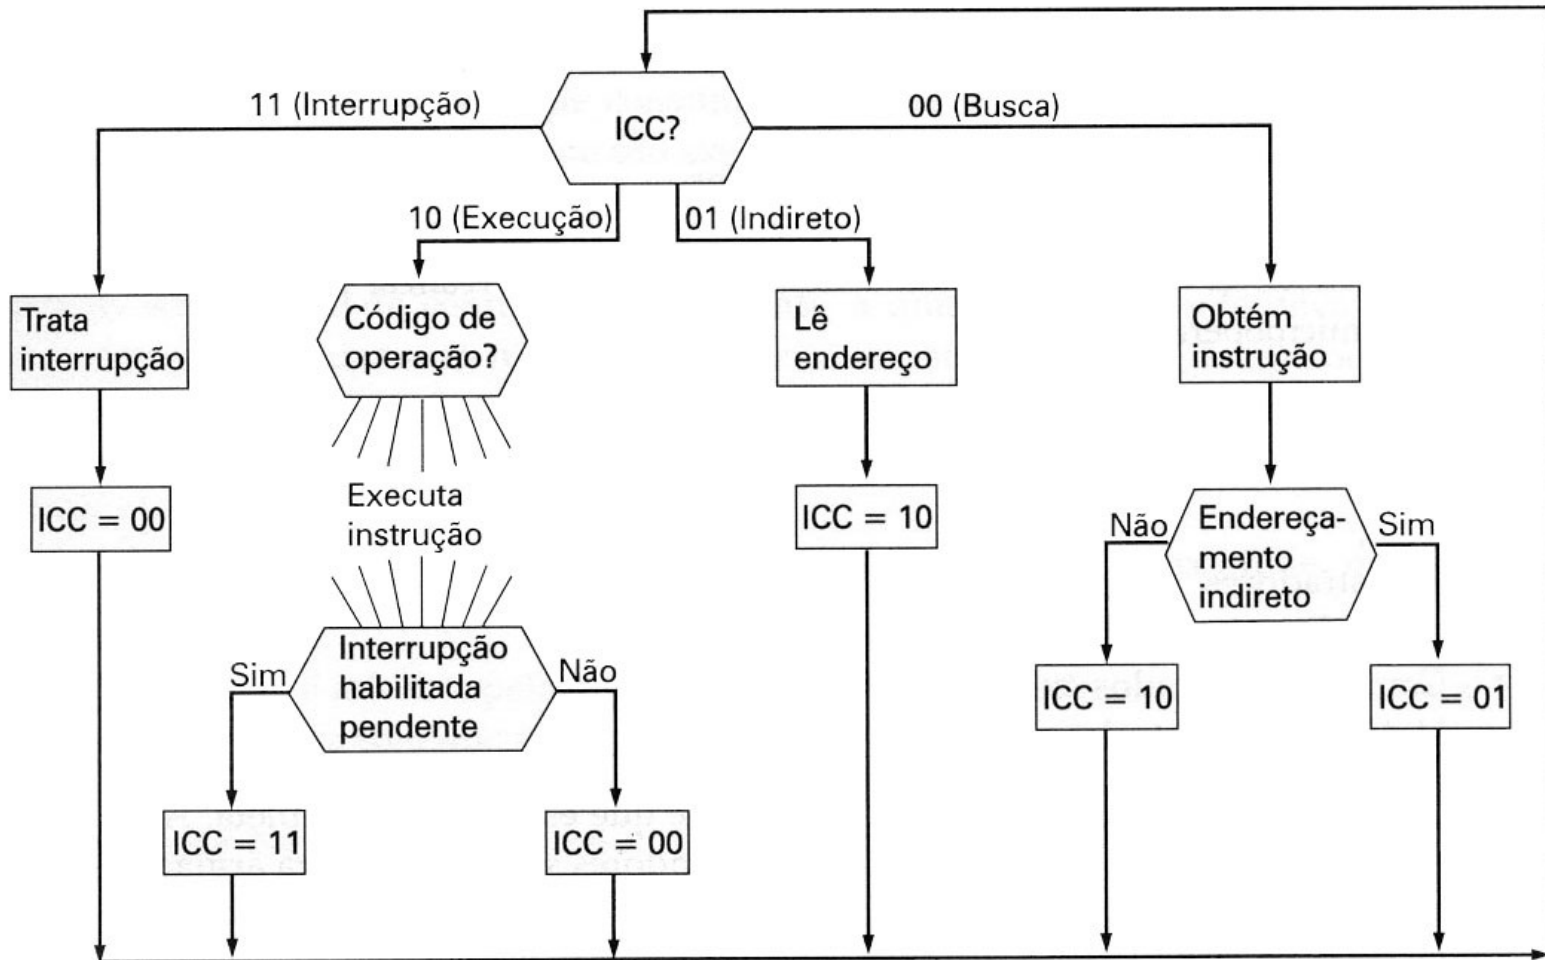 11 (Interrupção)
ICC?
00 (Busca)
10 (Execução)
01 (Indireto)
Trata
interrupção
Código de
operação?
Lê
endereço
Obtém
instrução
ICC = 00
Executa
instrução
ICC = 10
Não
Endereça-
mento
indireto
Sim
Sim
Interrupção
habilitada
pendente
Não
ICC = 10
ICC = 01
ICC = 11
ICC = 00